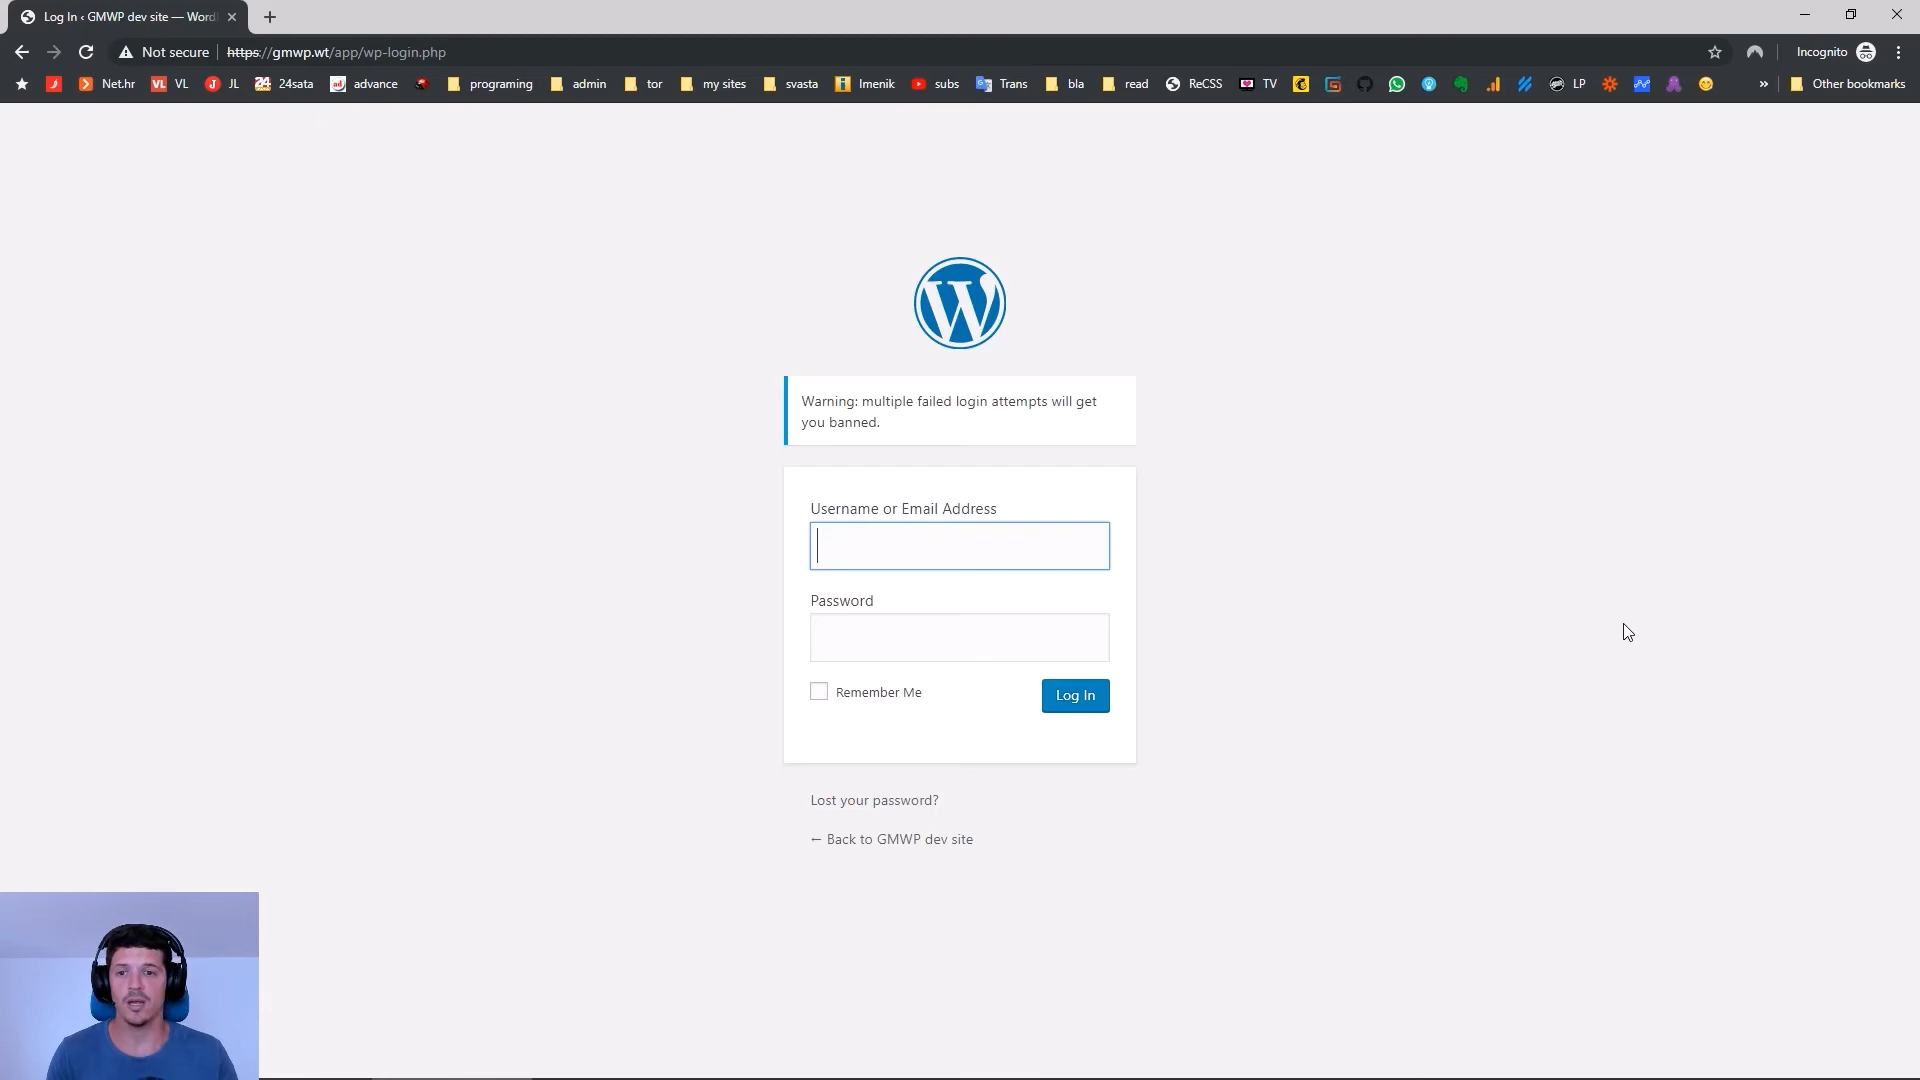 Log In ‹ GMWP dev site — Word
Not secure
https://gmwp.wt/app/wp-login.php
Incognito
Net.hr
VL VL
J JL
24 24sata
ad advance
programing
admin
tor
my sites
svasta
i Imenik
subs
Trans
bla
read
ReCSS
TV
LP
»
Other bookmarks
W
Warning: multiple failed login attempts will get
you banned.
Username or Email Address
Password
Remember Me
Log In
Lost your password?
← Back to GMWP dev site